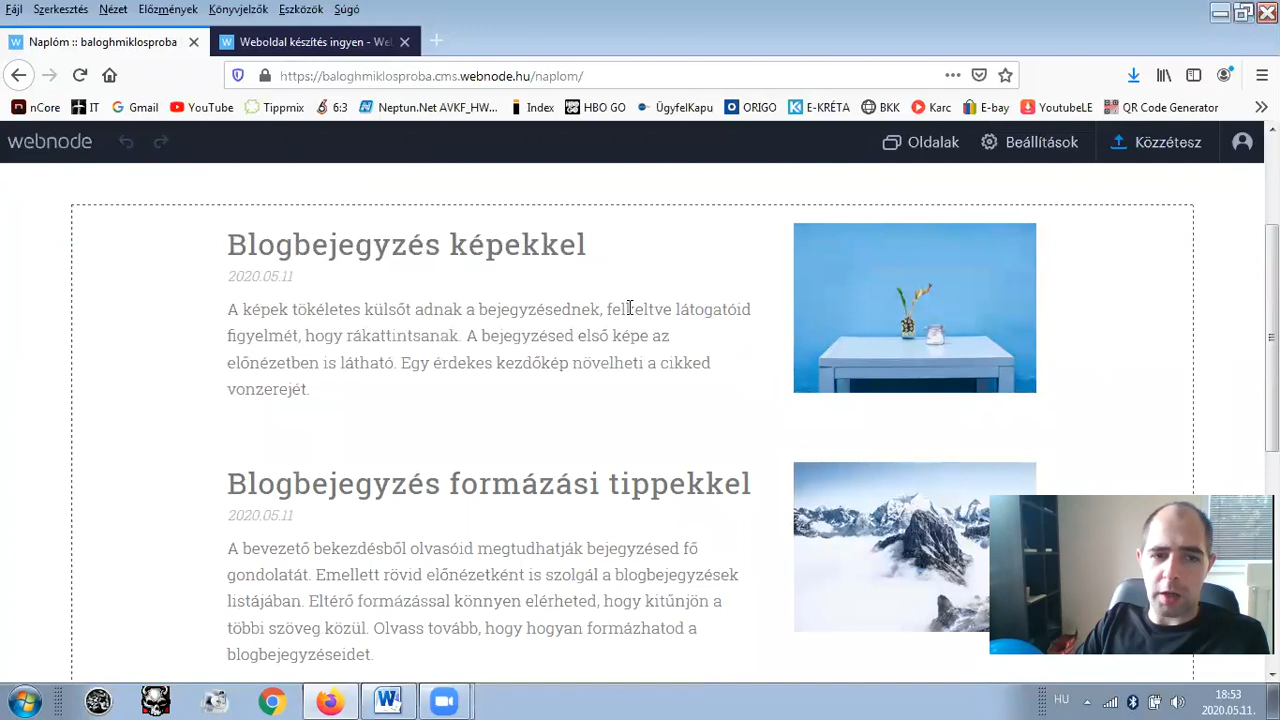 Fájl Szerkesztés Nézet Előzmények Könyvjelzők Eszközök Súgó
Naplóm :: baloghmiklosproba
Weboldal készítés ingyen - We
https://baloghmiklosproba.cms.webnode.hu/naplom/
nCore IT Gmail YouTube Tippmix 6:3 Neptun.Net AVKF_HW... Index HBO GO ÜgyfelKapu ORIGO E-KRÉTA BKK Karc E-bay YoutubeLE QR Code Generator
webnode Oldalak Beállítások Közzétesz
Blogbejegyzés képekkel
2020.05.11
A képek tökéletes külsőt adnak a bejegyzésednek, felkeltve látogatóid
figyelmét, hogy rákattintsanak. A bejegyzésed első képe az
előnézetben is látható. Egy érdekes kezdőkép növelheti a cikked
vonzerejét.
Blogbejegyzés formázási tippekkel
2020.05.11
A bevezető bekezdésből olvasóid megtudhatják bejegyzésed fő
gondolatát. Emellett rövid előnézetként is szolgál a blogbejegyzések
listájában. Eltérő formázással könnyen elérheted, hogy kitűnjön a
többi szöveg közül. Olvass tovább, hogy hogyan formázhatod a
blogbejegyzéseidet.
HU
18:53
2020.05.11.